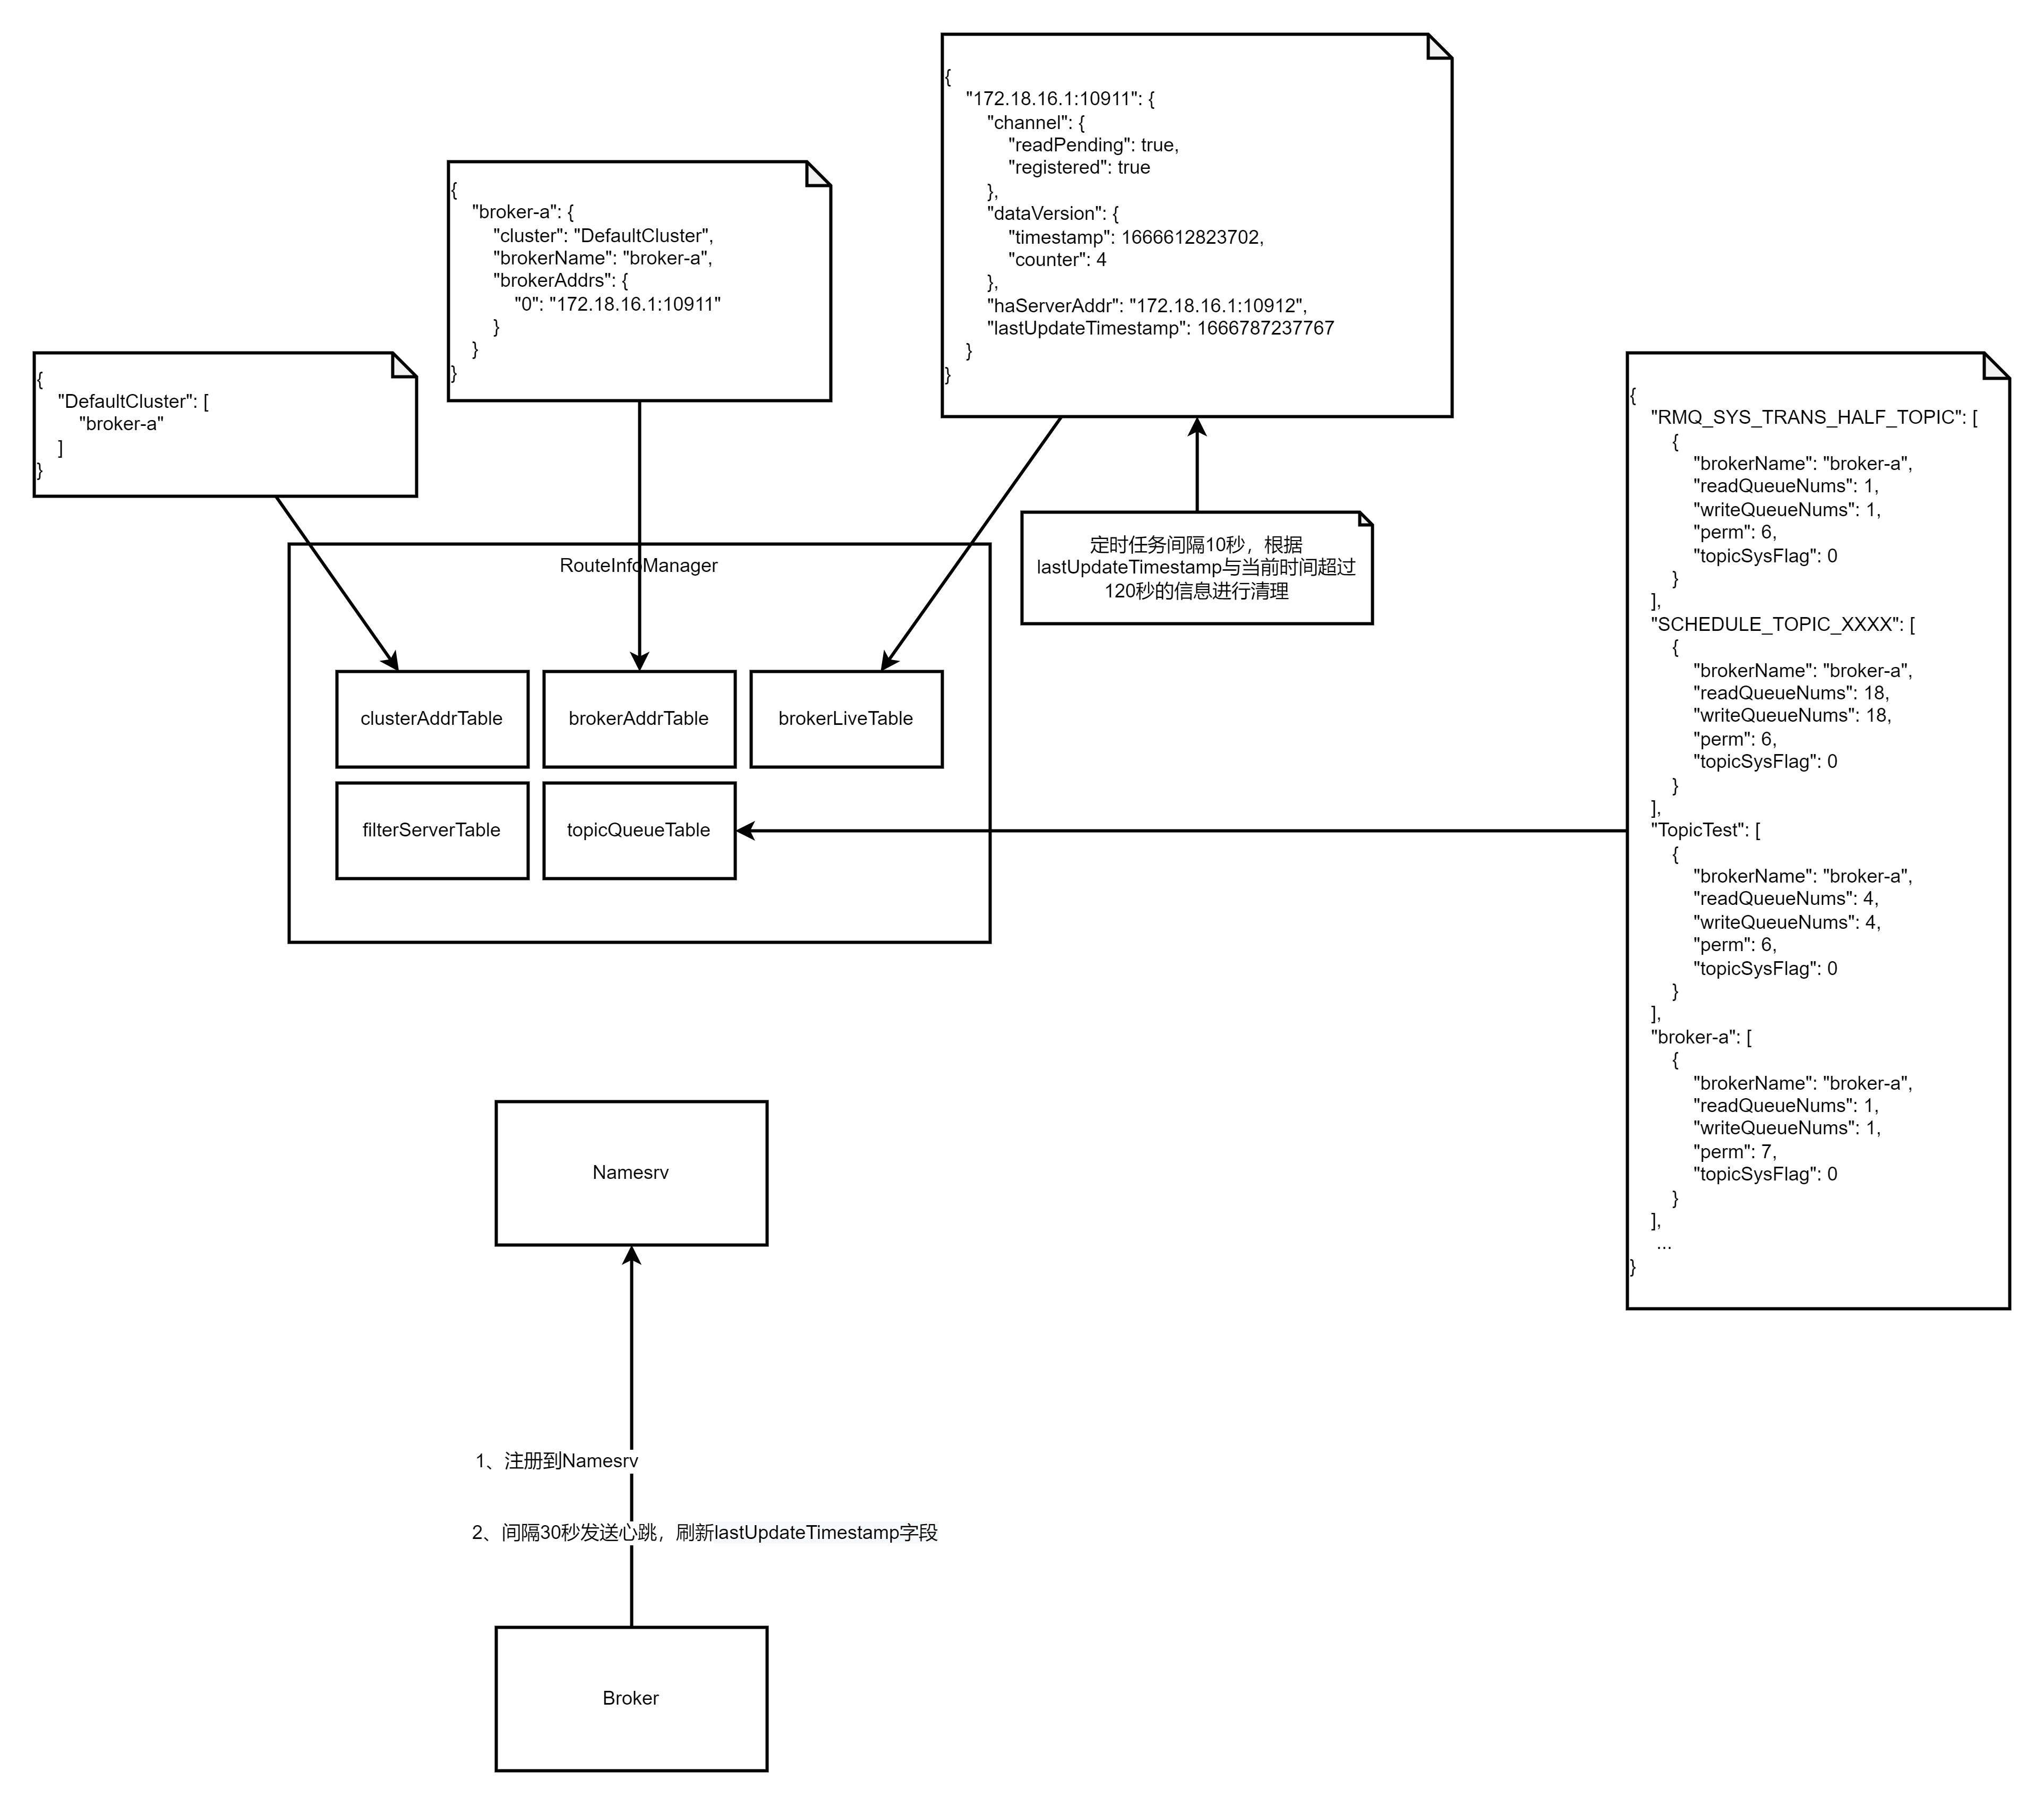 {
"172.18.16.1:10911": {
"channel": {
"readPending": true,
"registered": true
},
"dataVersion": {
"timestamp": 1666612823702,
"counter": 4
},
"haServerAddr": "172.18.16.1:10912",
"lastUpdateTimestamp": 1666787237767
}
}
{
"broker-a": {
"cluster": "DefaultCluster",
"brokerName": "broker-a",
"brokerAddrs": {
"0": "172.18.16.1:10911"
}
}
}
{
"DefaultCluster": [
"broker-a"
]
}
定时任务间隔10秒，根据
lastUpdateTimestamp与当前时间超过
120秒的信息进行清理
RouteInfoManager
clusterAddrTable
brokerAddrTable
brokerLiveTable
filterServerTable
topicQueueTable
{
"RMQ_SYS_TRANS_HALF_TOPIC": [
{
"brokerName": "broker-a",
"readQueueNums": 1,
"writeQueueNums": 1,
"perm": 6,
"topicSysFlag": 0
}
],
"SCHEDULE_TOPIC_XXXX": [
{
"brokerName": "broker-a",
"readQueueNums": 18,
"writeQueueNums": 18,
"perm": 6,
"topicSysFlag": 0
}
],
"TopicTest": [
{
"brokerName": "broker-a",
"readQueueNums": 4,
"writeQueueNums": 4,
"perm": 6,
"topicSysFlag": 0
}
],
"broker-a": [
{
"brokerName": "broker-a",
"readQueueNums": 1,
"writeQueueNums": 1,
"perm": 7,
"topicSysFlag": 0
}
],
...
}
Namesrv
1、注册到Namesrv
2、间隔30秒发送心跳，刷新lastUpdateTimestamp字段
Broker